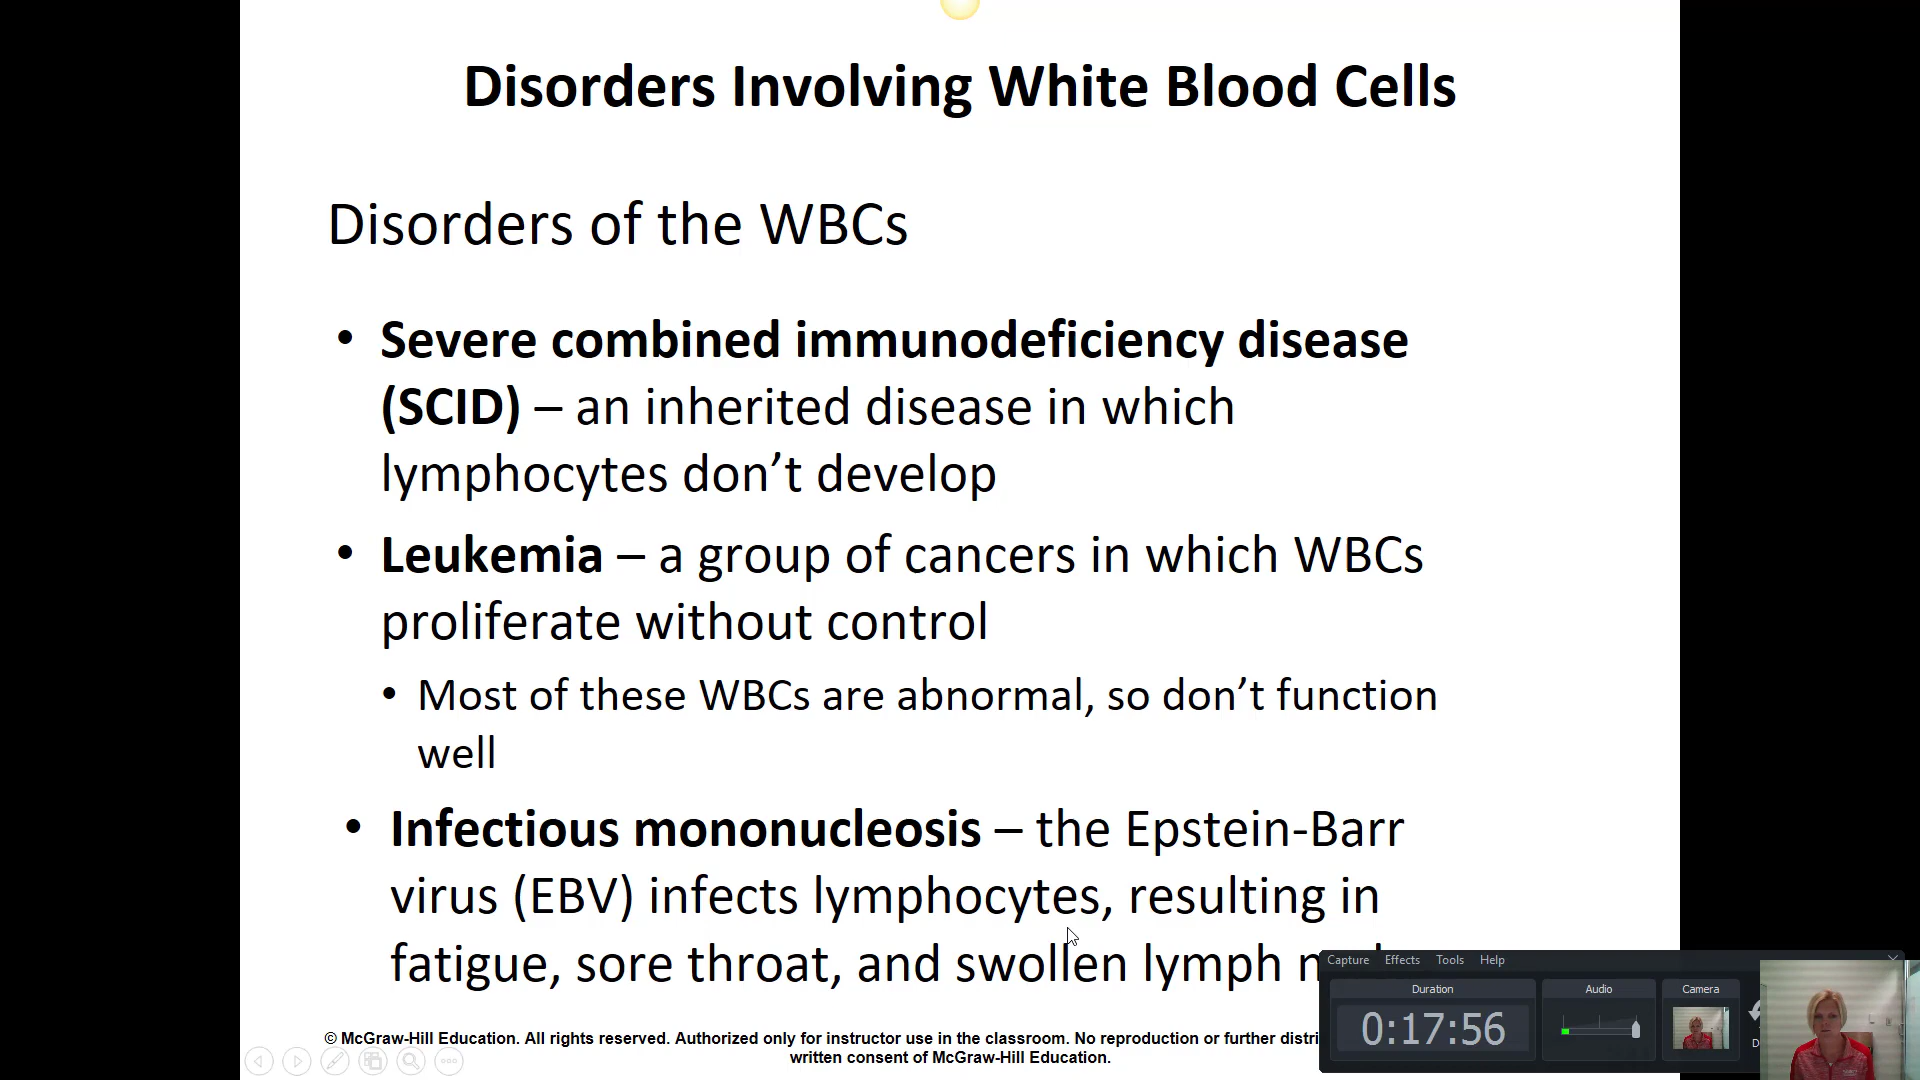 Disorders Involving White Blood Cells
Disorders of the WBCs
• Severe combined immunodeficiency disease
(SCID) – an inherited disease in which
lymphocytes don’t develop
• Leukemia – a group of cancers in which WBCs
proliferate without control
• Most of these WBCs are abnormal, so don’t function
well
• Infectious mononucleosis – the Epstein-Barr
virus (EBV) infects lymphocytes, resulting in
fatigue, sore throat, and swollen lymph
© McGraw-Hill Education. All rights reserved. Authorized only for instructor use in the classroom. No reproduction or further
written consent of McGraw-Hill Education.
Capture Effects Tools Help
Duration Audio Camera
0:17:56